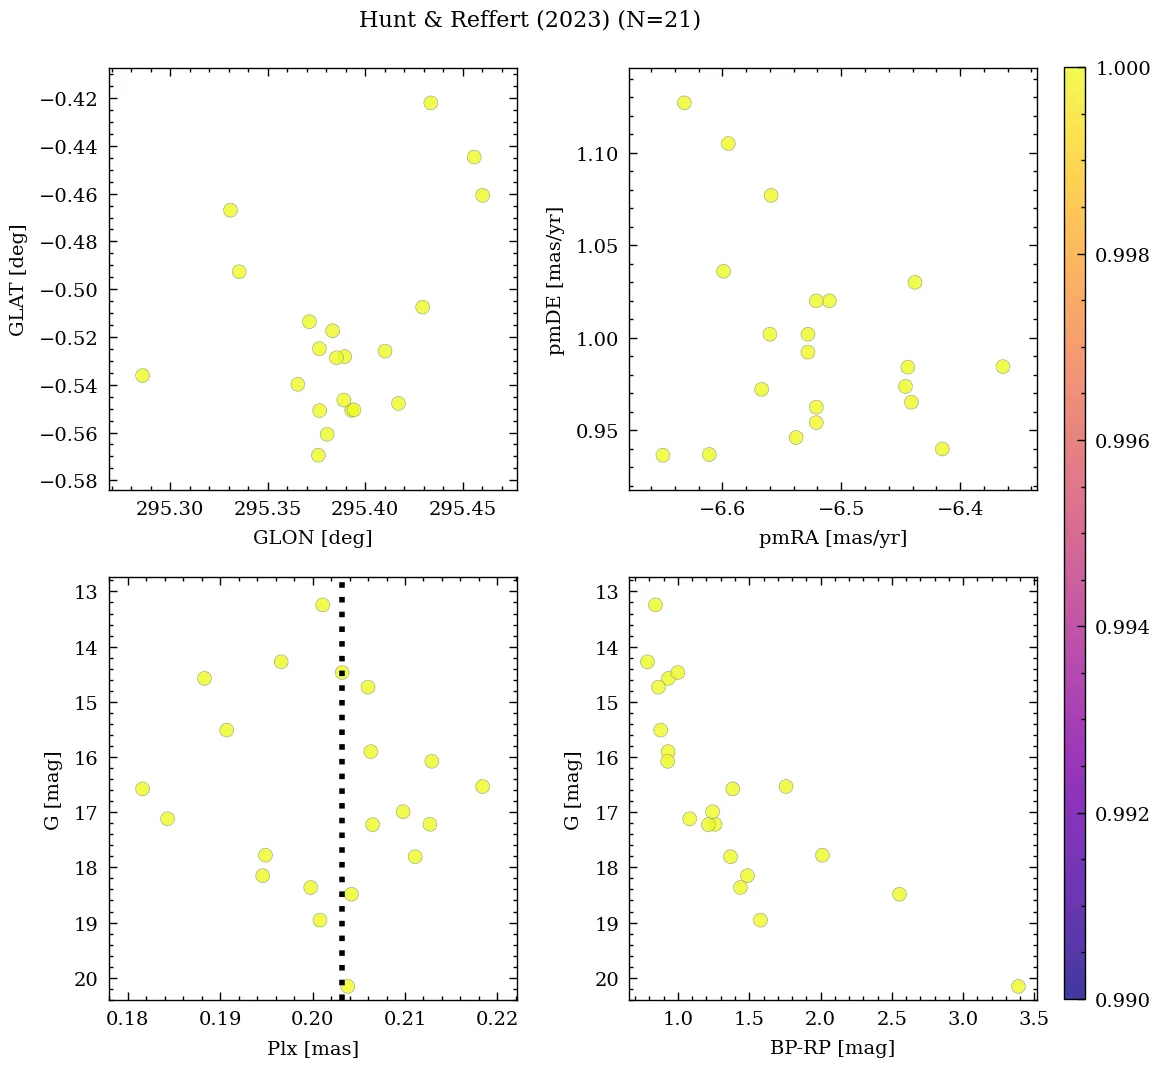 Hunt & Reffert (2023) (N=21)
−0.42
−0.44
−0.46
−0.48
−0.50
−0.52
−0.54
−0.56
−0.58
GLAT [deg]
295.30 295.35 295.40 295.45
GLON [deg]
1.10
1.05
1.00
0.95
pmDE [mas/yr]
−6.6 −6.5 −6.4
pmRA [mas/yr]
13
14
15
16
17
18
19
20
G [mag]
0.18 0.19 0.20 0.21 0.22
Plx [mas]
13
14
15
16
17
18
19
20
G [mag]
1.0 1.5 2.0 2.5 3.0 3.5
BP-RP [mag]
1.000
0.998
0.996
0.994
0.992
0.990